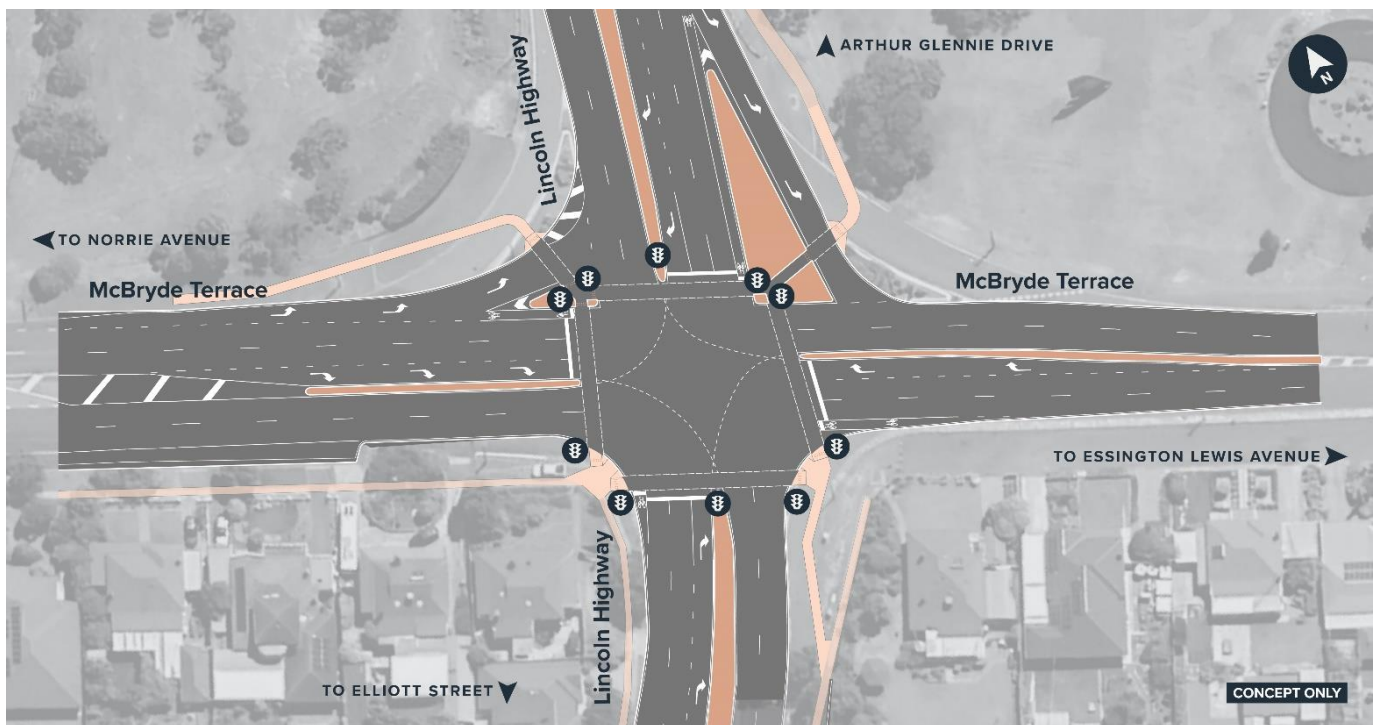 ARTHUR GLENNIE DRIVE
N
Lincoln Highway
TO NORRIE AVENUE
McBryde Terrace
McBryde Terrace
TO ESSINGTON LEWIS AVENUE
Lincoln Highway
TO ELLIOTT STREET
CONCEPT ONLY